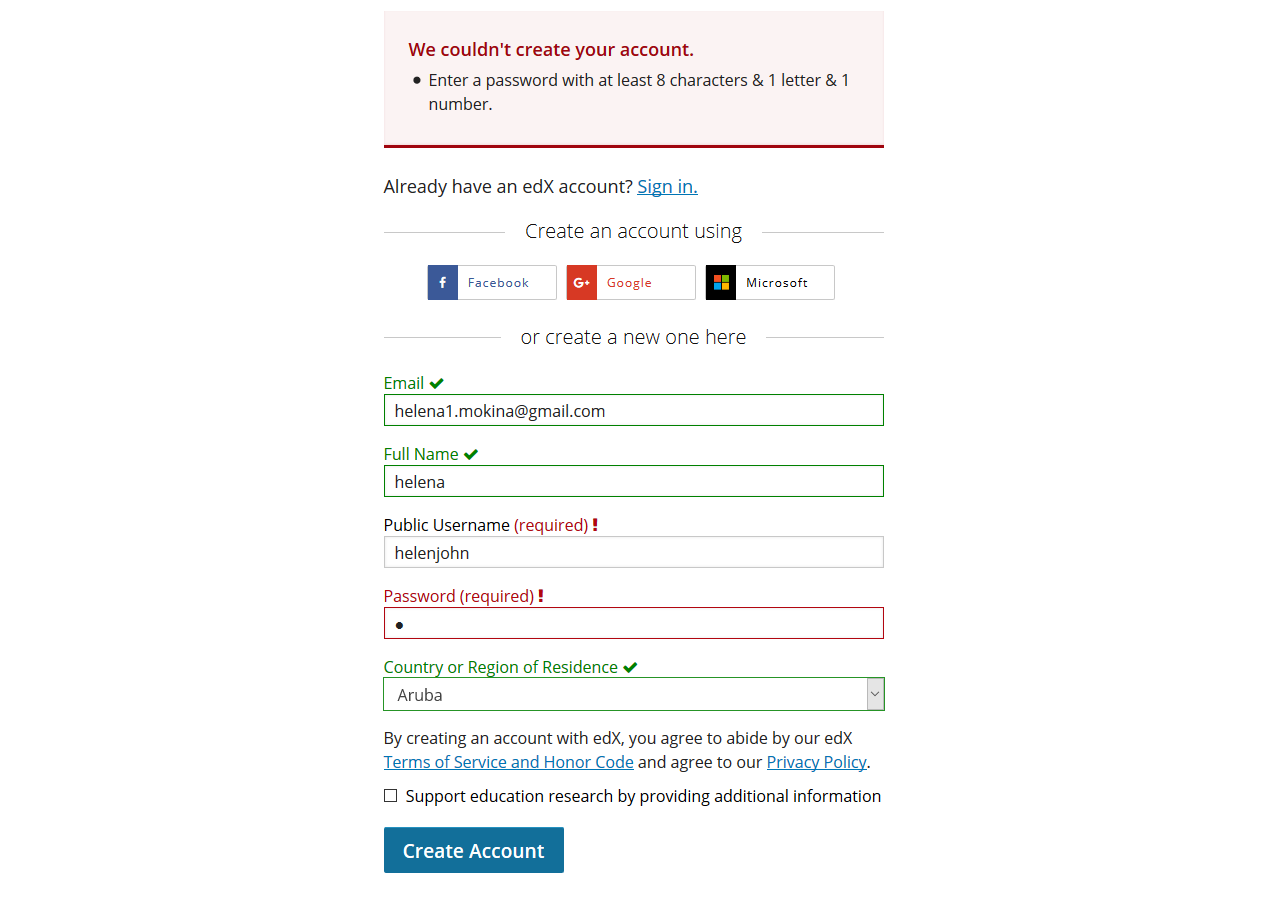 We couldn't create your account.
● Enter a password with at least 8 characters & 1 letter & 1
number.
Already have an edX account? Sign in.
Create an account using
f Facebook
G+ Google
Microsoft
or create a new one here
Email ✔
helena1.mokina@gmail.com
Full Name ✔
helena
Public Username (required) !
helenjohn
Password (required) !
●
Country or Region of Residence ✔
Aruba
By creating an account with edX, you agree to abide by our edX
Terms of Service and Honor Code and agree to our Privacy Policy.
Support education research by providing additional information
Create Account